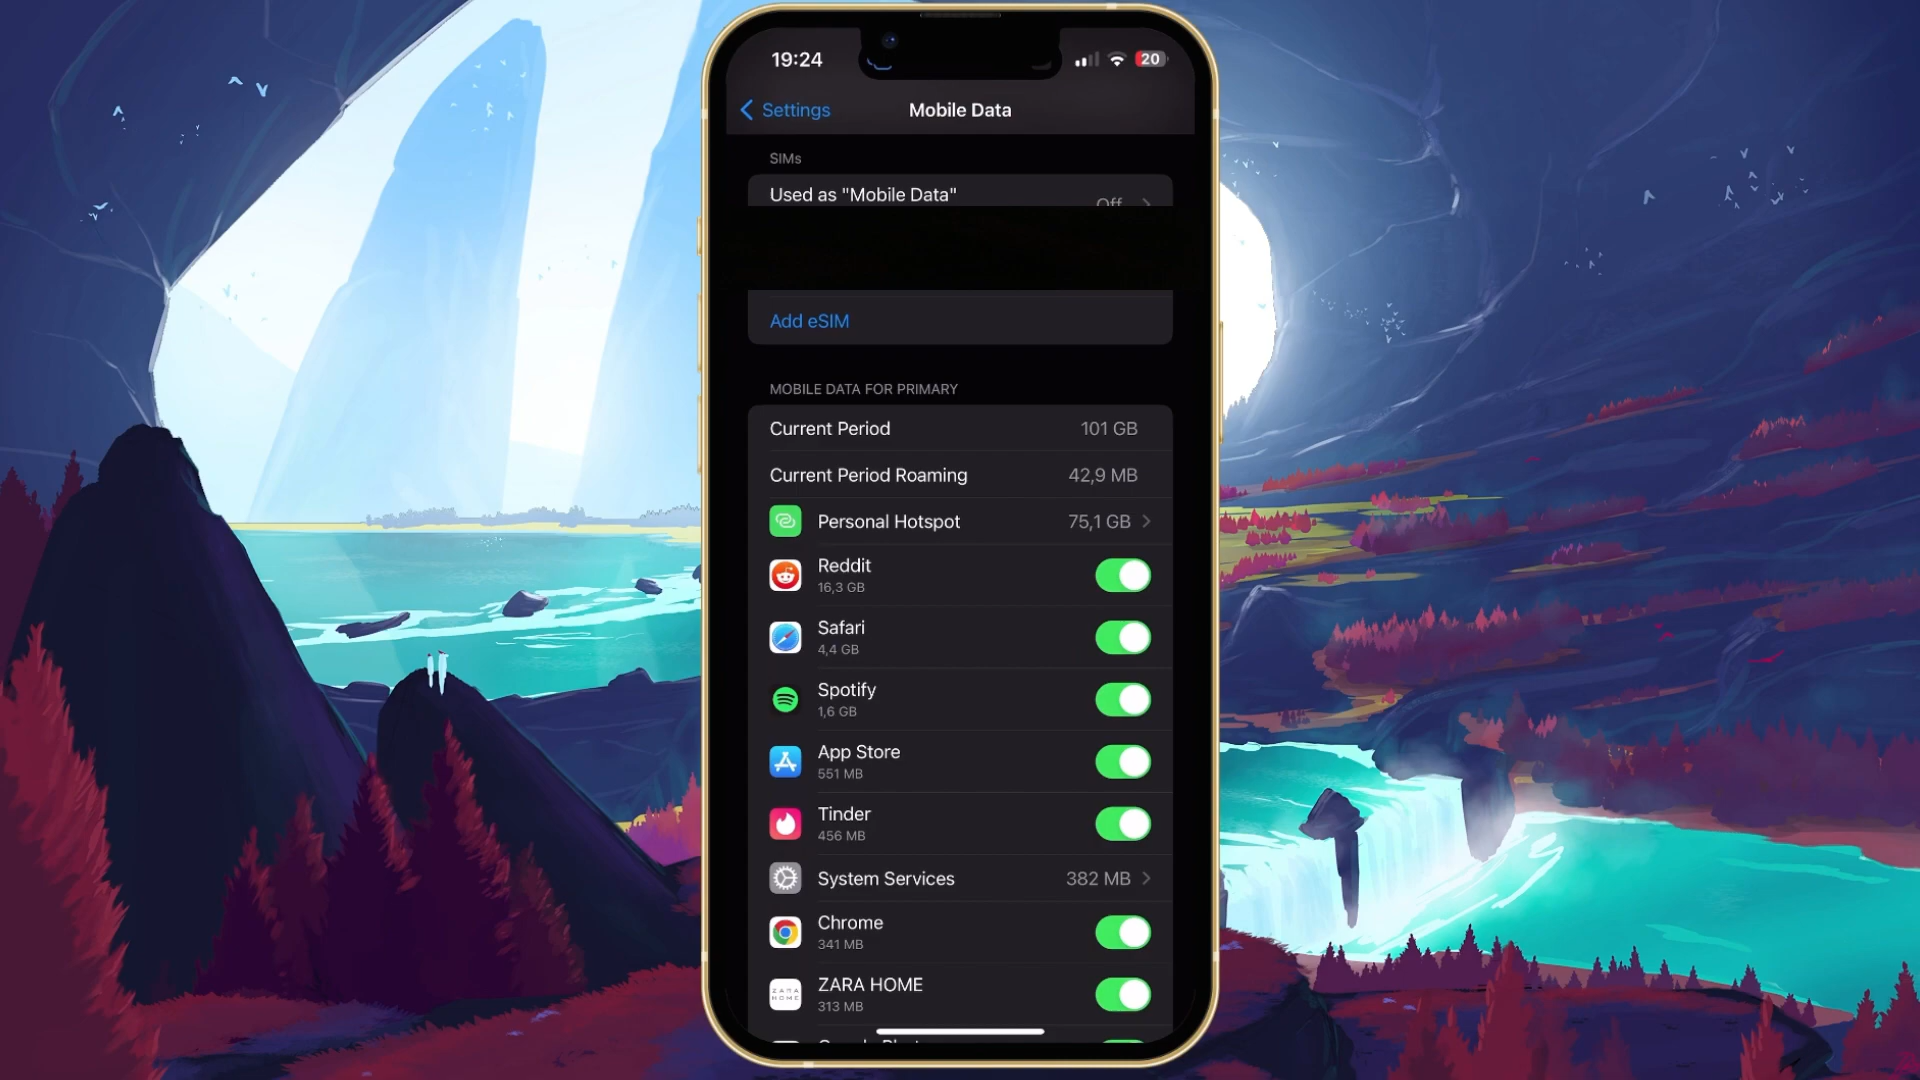 19:24
20
Settings
Mobile Data
SIMs
Used as "Mobile Data"
Off
Add eSIM
MOBILE DATA FOR PRIMARY
Current Period
101 GB
Current Period Roaming
42,9 MB
Personal Hotspot
75,1 GB
Reddit
16,3 GB
Safari
4,4 GB
Spotify
1,6 GB
App Store
551 MB
Tinder
456 MB
System Services
382 MB
Chrome
341 MB
ZARA HOME
ZARA
HOME
313 MB